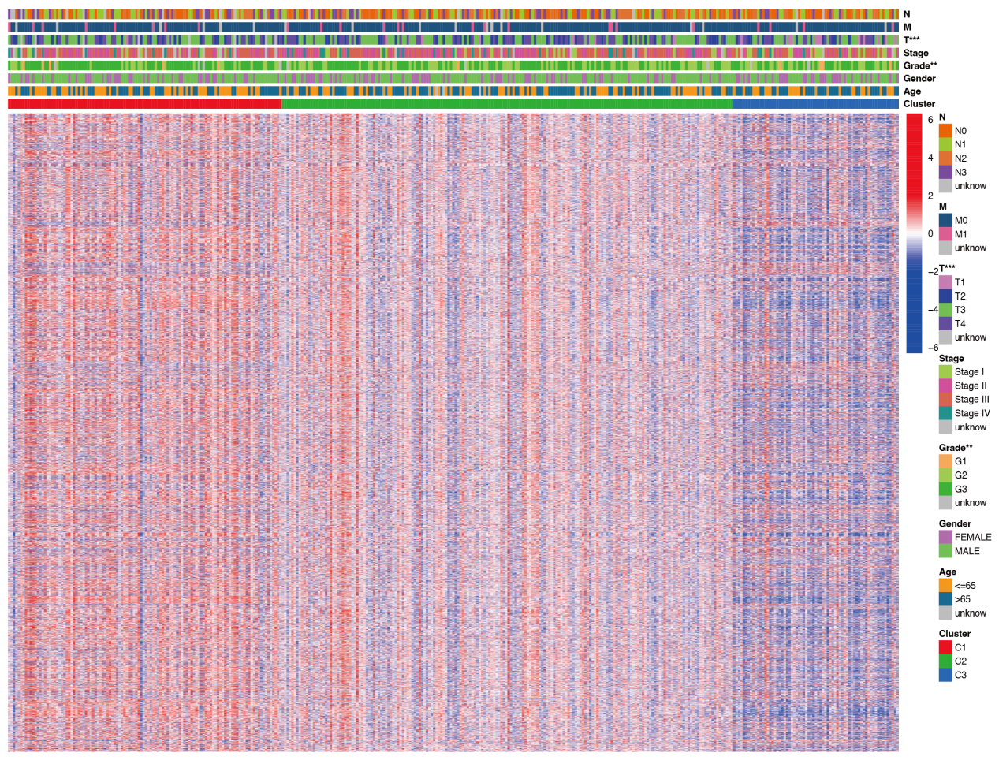 N
M
T***
Stage
Grade**
Gender
Age
Cluster
6
4
2
0
−2
−4
−6
N
N0
N1
N2
N3
unknow
M
M0
M1
unknow
T***
T1
T2
T3
T4
unknow
Stage
Stage I
Stage II
Stage III
Stage IV
unknow
Grade**
G1
G2
G3
unknow
Gender
FEMALE
MALE
Age
<=65
>65
unknow
Cluster
C1
C2
C3